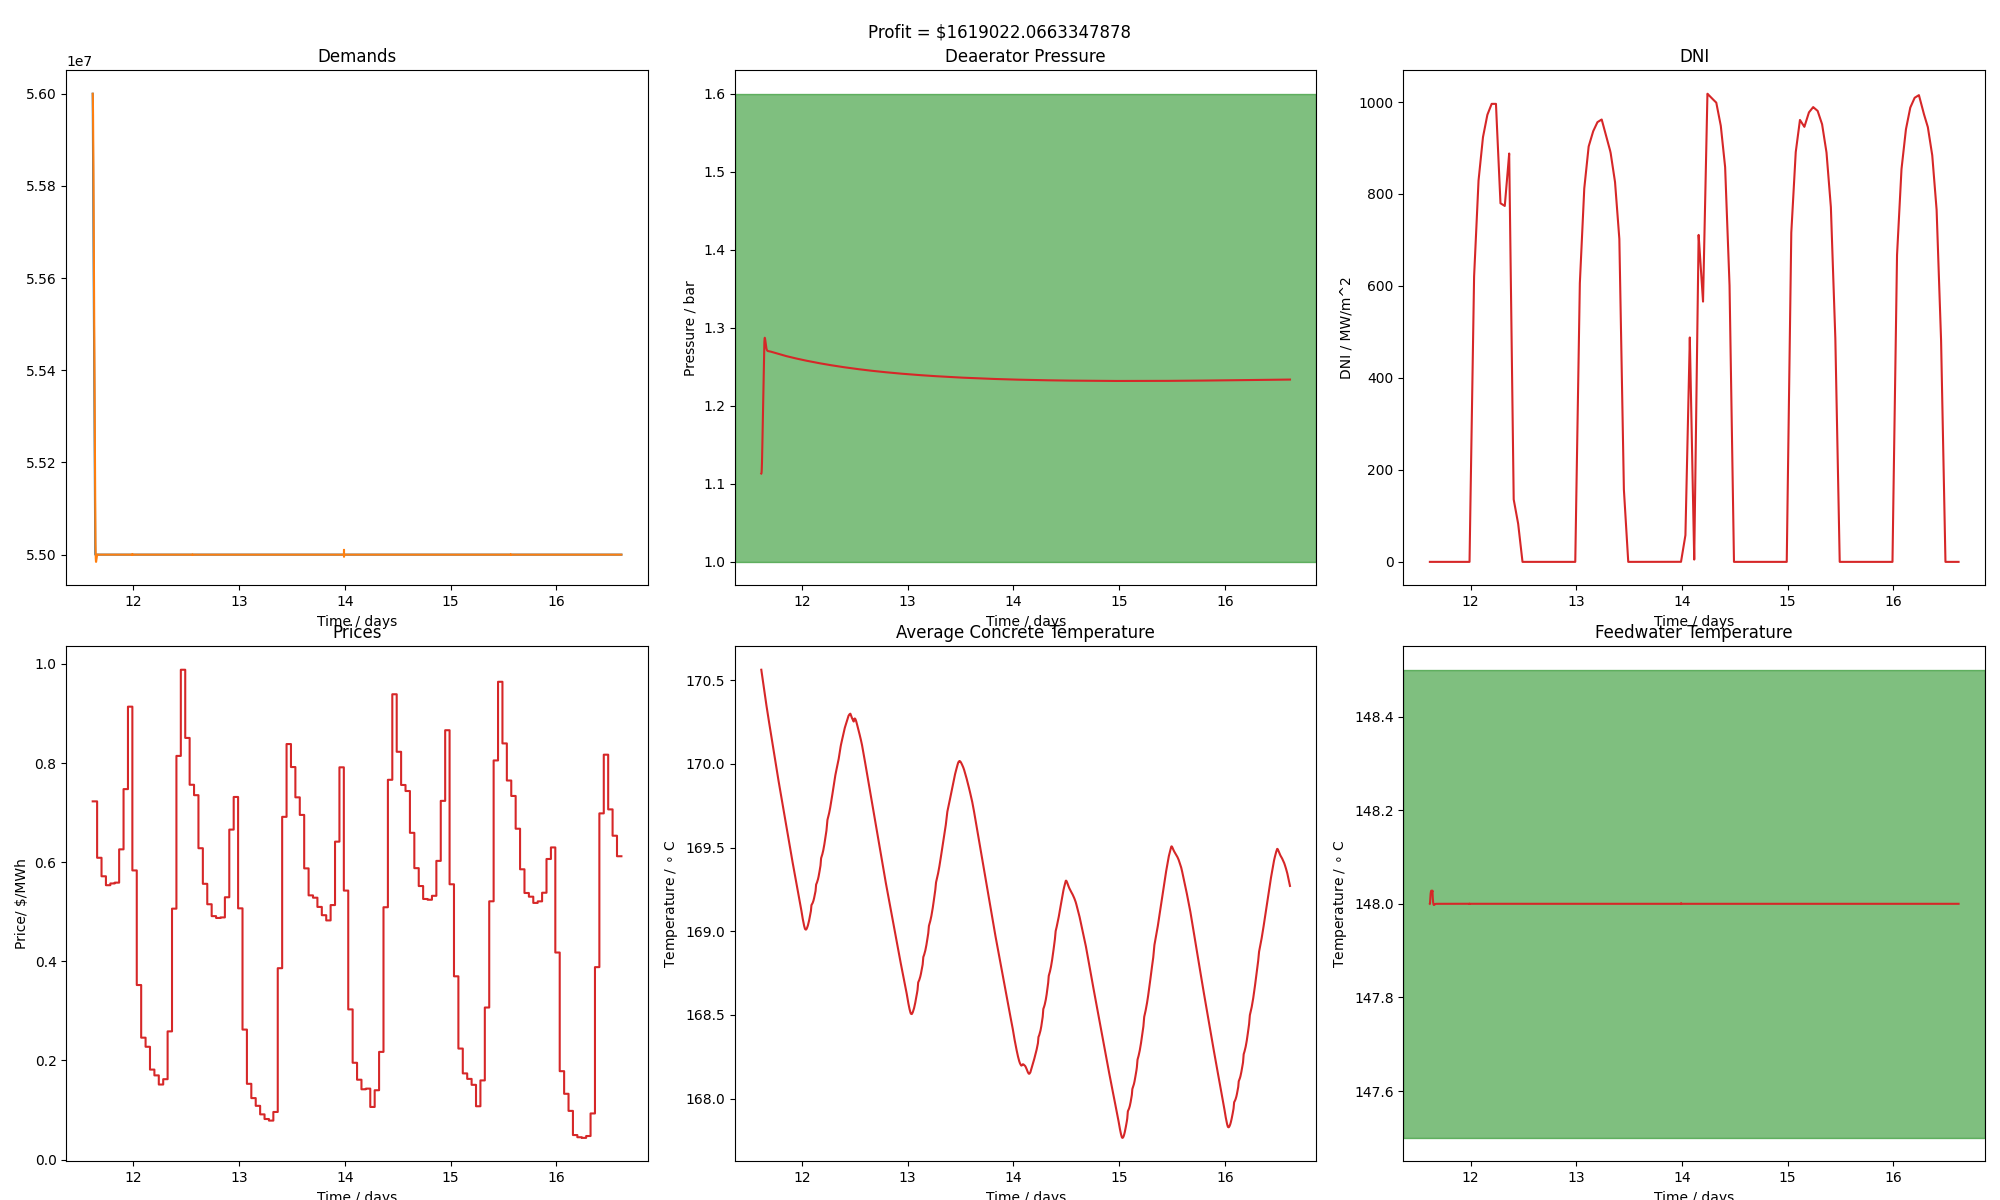 Profit = $1619022.0663347878
Demands
1e7
5.60
5.58
5.56
5.54
5.52
5.50
12 13 14 15 16
Time / days
Deaerator Pressure
Pressure / bar
1.6
1.5
1.4
1.3
1.2
1.1
1.0
12 13 14 15 16
Time / days
DNI
DNI / MW/m^2
1000
800
600
400
200
0
12 13 14 15 16
Time / days
Prices
Price/ $/MWh
1.0
0.8
0.6
0.4
0.2
0.0
12 13 14 15 16
Time / days
Average Concrete Temperature
Temperature / ∘ C
170.5
170.0
169.5
169.0
168.5
168.0
12 13 14 15 16
Time / days
Feedwater Temperature
Temperature / ∘ C
148.4
148.2
148.0
147.8
147.6
12 13 14 15 16
Time / days